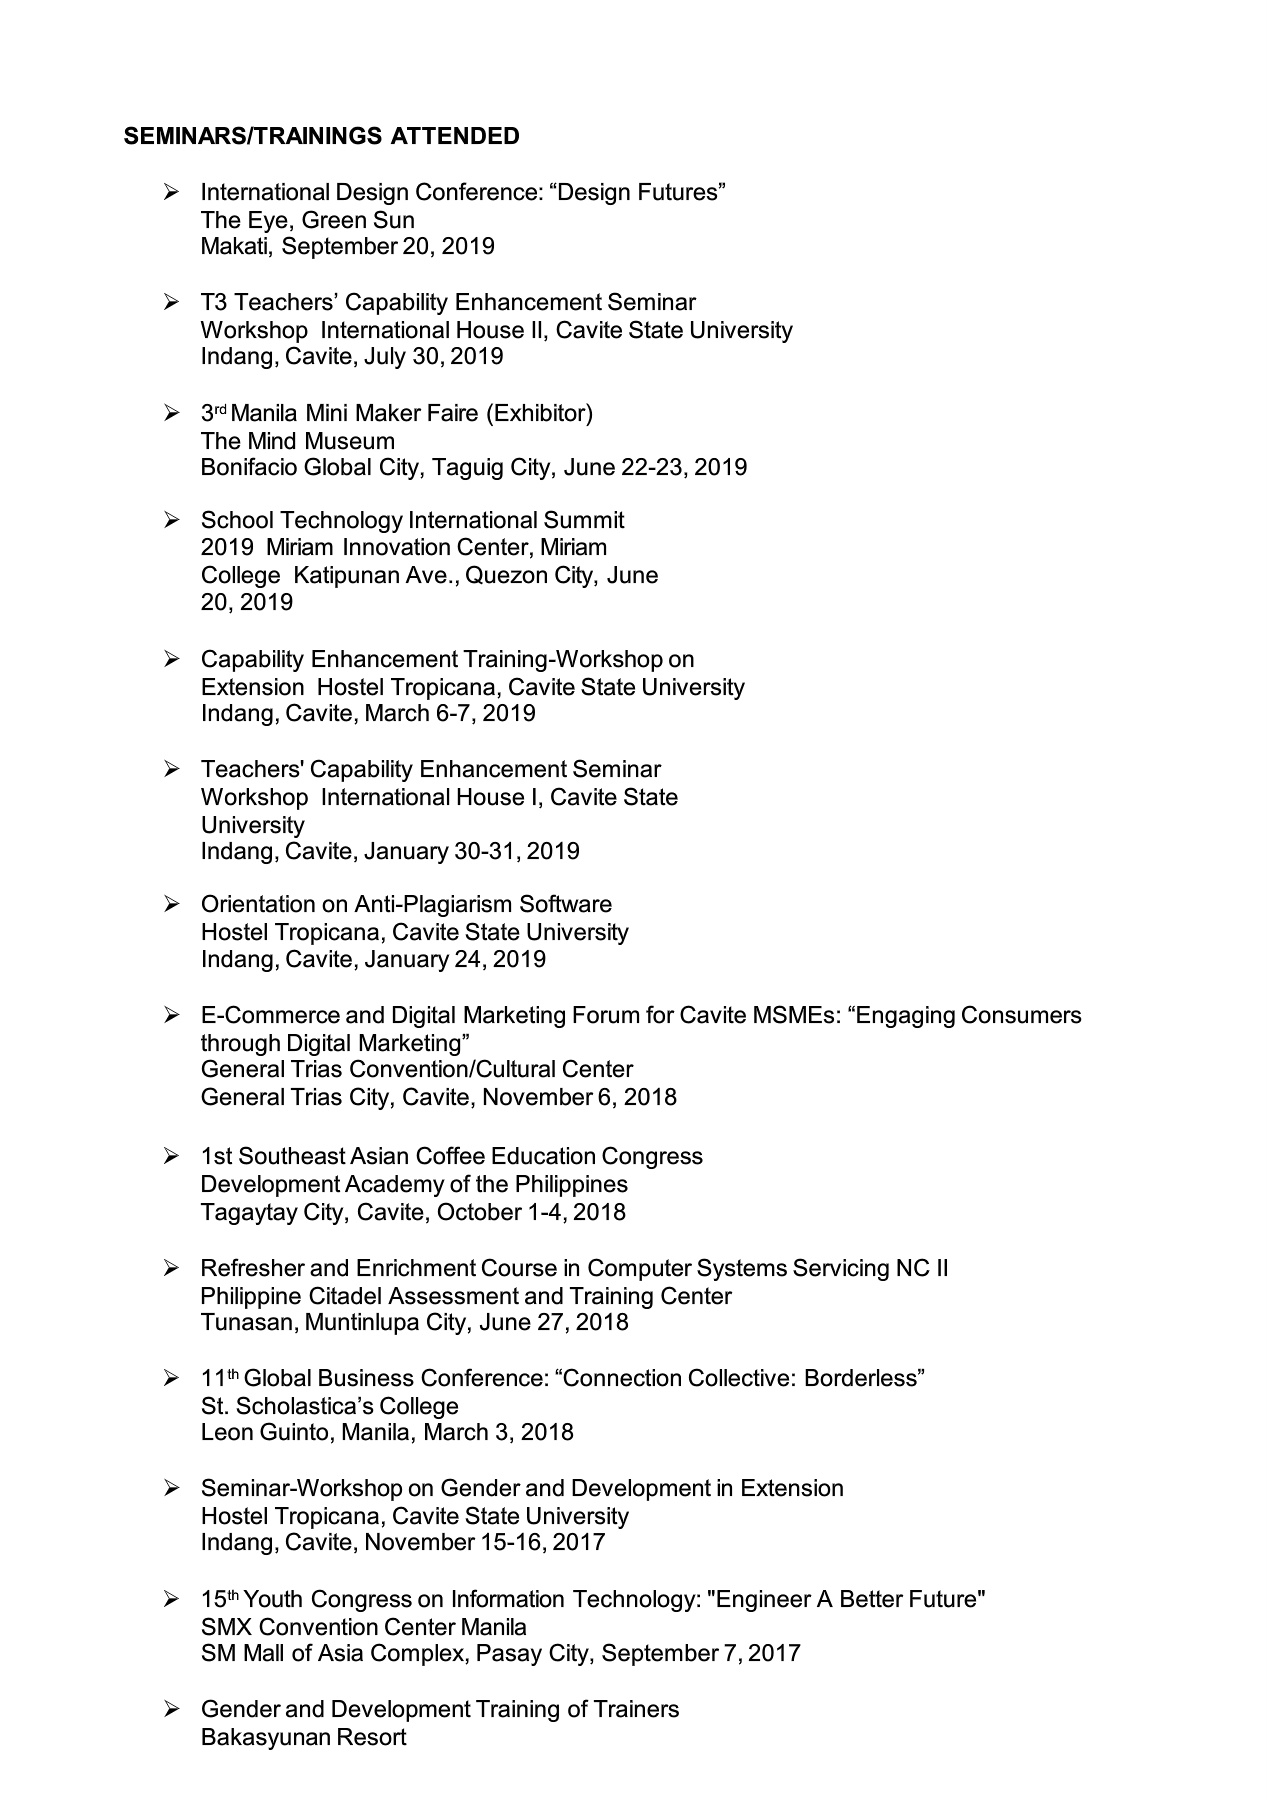 SEMINARS/TRAININGS ATTENDED
➢ International Design Conference: “Design Futures”
The Eye, Green Sun
Makati, September 20, 2019
➢ T3 Teachers’ Capability Enhancement Seminar
Workshop International House II, Cavite State University
Indang, Cavite, July 30, 2019
➢ 3rd Manila Mini Maker Faire (Exhibitor)
The Mind Museum
Bonifacio Global City, Taguig City, June 22-23, 2019
➢ School Technology International Summit
2019 Miriam Innovation Center, Miriam
College Katipunan Ave., Quezon City, June
20, 2019
➢ Capability Enhancement Training-Workshop on
Extension Hostel Tropicana, Cavite State University
Indang, Cavite, March 6-7, 2019
➢ Teachers' Capability Enhancement Seminar
Workshop International House I, Cavite State
University
Indang, Cavite, January 30-31, 2019
➢ Orientation on Anti-Plagiarism Software
Hostel Tropicana, Cavite State University
Indang, Cavite, January 24, 2019
➢ E-Commerce and Digital Marketing Forum for Cavite MSMEs: “Engaging Consumers
through Digital Marketing”
General Trias Convention/Cultural Center
General Trias City, Cavite, November 6, 2018
➢ 1st Southeast Asian Coffee Education Congress
Development Academy of the Philippines
Tagaytay City, Cavite, October 1-4, 2018
➢ Refresher and Enrichment Course in Computer Systems Servicing NC II
Philippine Citadel Assessment and Training Center
Tunasan, Muntinlupa City, June 27, 2018
➢ 11th Global Business Conference: “Connection Collective: Borderless”
St. Scholastica’s College
Leon Guinto, Manila, March 3, 2018
➢ Seminar-Workshop on Gender and Development in Extension
Hostel Tropicana, Cavite State University
Indang, Cavite, November 15-16, 2017
➢ 15th Youth Congress on Information Technology: "Engineer A Better Future"
SMX Convention Center Manila
SM Mall of Asia Complex, Pasay City, September 7, 2017
➢ Gender and Development Training of Trainers
Bakasyunan Resort